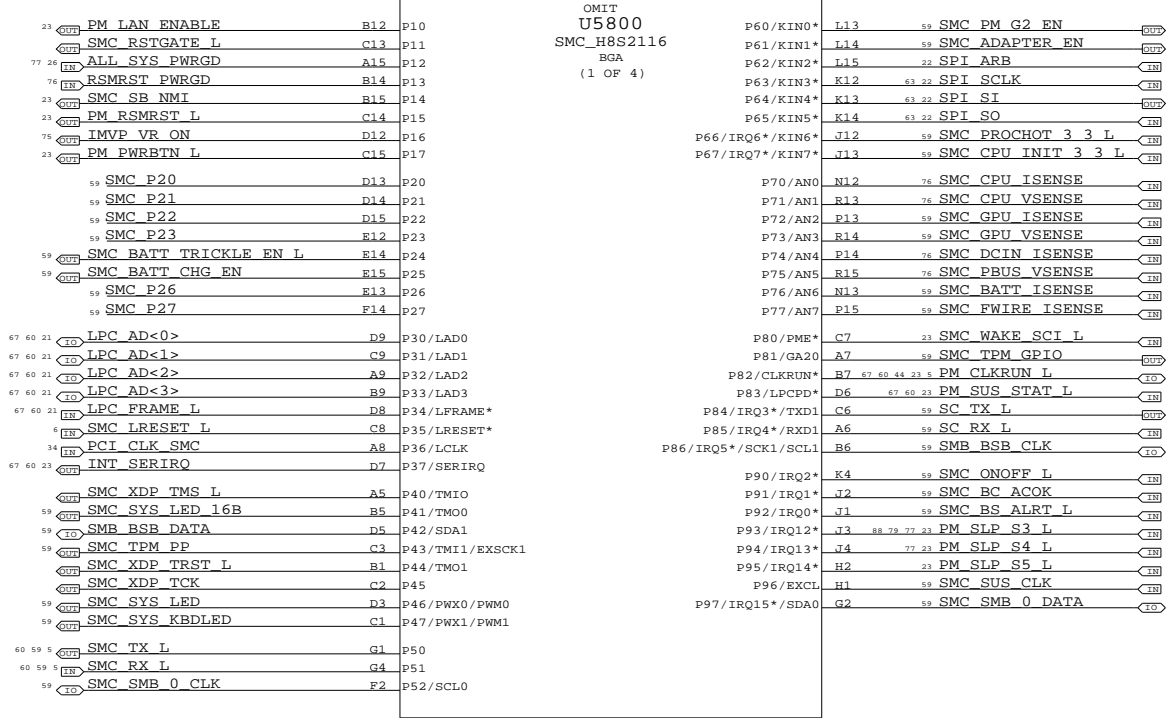 OMIT
U5800
SMC_H8S2116
BGA
(1 OF 4)
23 OUT PM_LAN_ENABLE B12 P10
OUT SMC_RSTGATE_L C13 P11
77 26 IN ALL_SYS_PWRGD A15 P12
76 IN RSMRST_PWRGD B14 P13
23 OUT SMC_SB_NMI B15 P14
23 OUT PM_RSMRST_L C14 P15
75 OUT IMVP_VR_ON D12 P16
23 OUT PM_PWRBTN_L C15 P17
59 SMC_P20 D13 P20
59 SMC_P21 D14 P21
59 SMC_P22 D15 P22
59 SMC_P23 E12 P23
59 OUT SMC_BATT_TRICKLE_EN_L E14 P24
59 OUT SMC_BATT_CHG_EN E15 P25
59 SMC_P26 E13 P26
59 SMC_P27 F14 P27
67 60 21 IO LPC_AD<0> D9 P30/LAD0
67 60 21 IO LPC_AD<1> C9 P31/LAD1
67 60 21 IO LPC_AD<2> A9 P32/LAD2
67 60 21 IO LPC_AD<3> B9 P33/LAD3
67 60 21 IN LPC_FRAME_L D8 P34/LFRAME*
6 IN SMC_LRESET_L C8 P35/LRESET*
34 IN PCI_CLK_SMC A8 P36/LCLK
67 60 23 OUT INT_SERIRQ D7 P37/SERIRQ
OUT SMC_XDP_TMS_L A5 P40/TMIO
59 OUT SMC_SYS_LED_16B B5 P41/TMO0
59 IO SMB_BSB_DATA D5 P42/SDA1
59 OUT SMC_TPM_PP C3 P43/TMI1/EXSCK1
OUT SMC_XDP_TRST_L B1 P44/TMO1
OUT SMC_XDP_TCK C2 P45
59 OUT SMC_SYS_LED D3 P46/PWX0/PWM0
59 OUT SMC_SYS_KBDLED C1 P47/PWX1/PWM1
60 59 5 OUT SMC_TX_L G1 P50
60 59 5 IN SMC_RX_L G4 P51
59 IO SMC_SMB_0_CLK F2 P52/SCL0
P60/KIN0* L13 59 SMC_PM_G2_EN OUT
P61/KIN1* L14 59 SMC_ADAPTER_EN OUT
P62/KIN2* L15 22 SPI_ARB IN
P63/KIN3* K12 63 22 SPI_SCLK IN
P64/KIN4* K13 63 22 SPI_SI OUT
P65/KIN5* K14 63 22 SPI_SO IN
P66/IRQ6*/KIN6* J12 59 SMC_PROCHOT_3_3_L IN
P67/IRQ7*/KIN7* J13 59 SMC_CPU_INIT_3_3_L IN
P70/AN0 N12 76 SMC_CPU_ISENSE IN
P71/AN1 R13 76 SMC_CPU_VSENSE IN
P72/AN2 P13 59 SMC_GPU_ISENSE IN
P73/AN3 R14 59 SMC_GPU_VSENSE IN
P74/AN4 P14 76 SMC_DCIN_ISENSE IN
P75/AN5 R15 76 SMC_PBUS_VSENSE IN
P76/AN6 N13 59 SMC_BATT_ISENSE IN
P77/AN7 P15 59 SMC_FWIRE_ISENSE IN
P80/PME* C7 23 SMC_WAKE_SCI_L IN
P81/GA20 A7 59 SMC_TPM_GPIO OUT
P82/CLKRUN* B7 67 60 44 23 5 PM_CLKRUN_L IO
P83/LPCPD* D6 67 60 23 PM_SUS_STAT_L IN
P84/IRQ3*/TXD1 C6 59 SC_TX_L OUT
P85/IRQ4*/RXD1 A6 59 SC_RX_L IN
P86/IRQ5*/SCK1/SCL1 B6 59 SMB_BSB_CLK IO
P90/IRQ2* K4 59 SMC_ONOFF_L IN
P91/IRQ1* J2 59 SMC_BC_ACOK IN
P92/IRQ0* J1 59 SMC_BS_ALRT_L IN
P93/IRQ12* J3 88 79 77 23 PM_SLP_S3_L IN
P94/IRQ13* J4 77 23 PM_SLP_S4_L IN
P95/IRQ14* H2 23 PM_SLP_S5_L IN
P96/EXCL H1 59 SMC_SUS_CLK IN
P97/IRQ15*/SDA0 G2 59 SMC_SMB_0_DATA IO